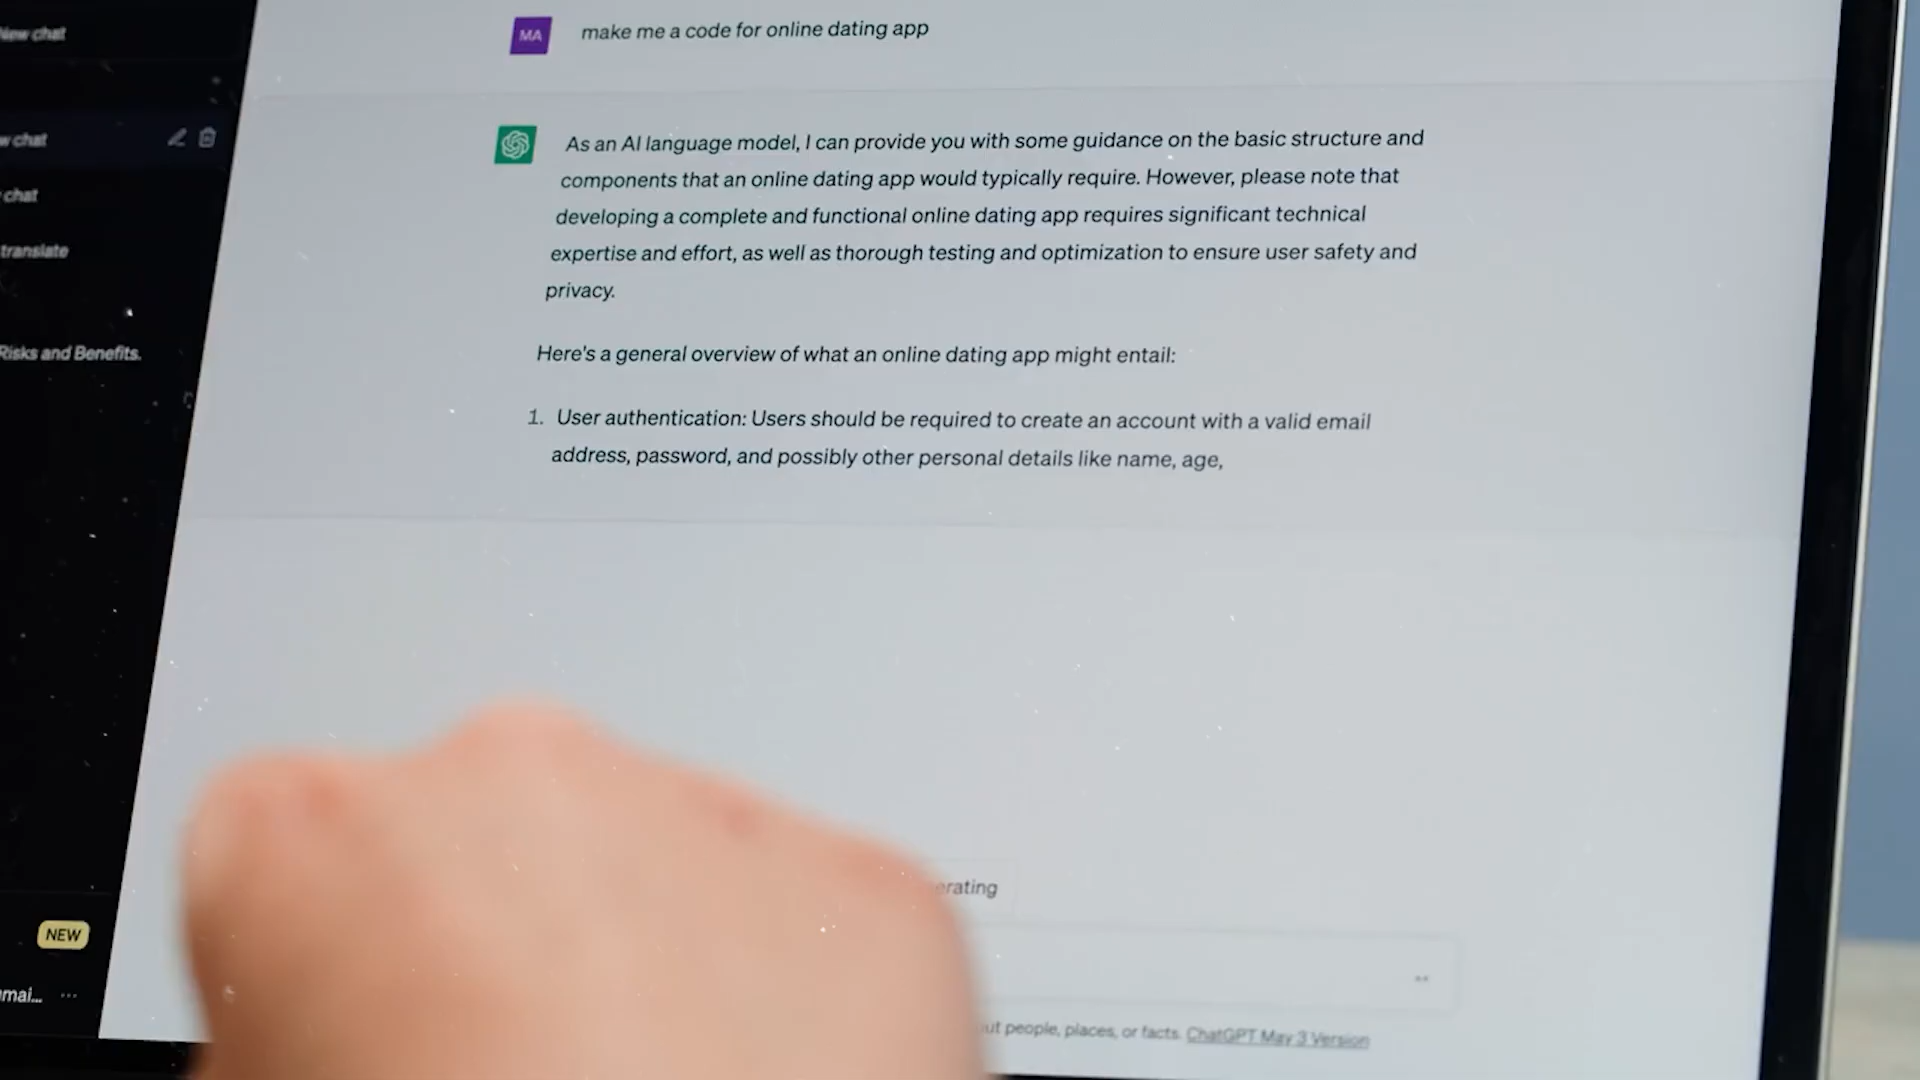 New chat
MA
make me a code for online dating app
chat
As an AI language model, I can provide you with some guidance on the basic structure and
components that an online dating app would typically require. However, please note that
developing a complete and functional online dating app requires significant technical
expertise and effort, as well as thorough testing and optimization to ensure user safety and
privacy.
chat
translate
Risks and Benefits.
Here's a general overview of what an online dating app might entail:
1. User authentication: Users should be required to create an account with a valid email
address, password, and possibly other personal details like name, age,
NEW
people, places, or facts. ChatGPT May 3 Version